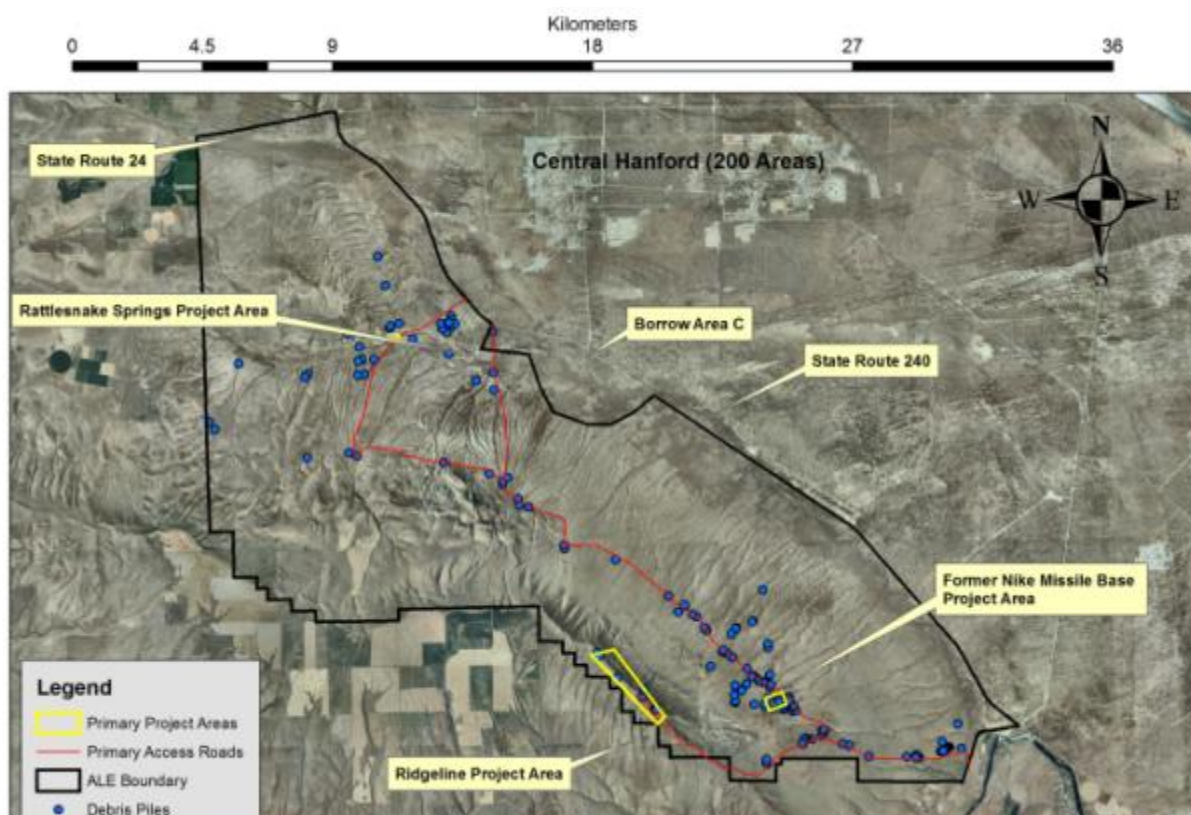 Kilometers
0 4.5 9 18 27 36
State Route 24
Central Hanford (200 Areas)
N
W E
S
Rattlesnake Springs Project Area
Borrow Area C
State Route 240
Former Nike Missile Base
Project Area
Legend
Primary Project Areas
Primary Access Roads
ALE Boundary
Debris Piles
Ridgeline Project Area